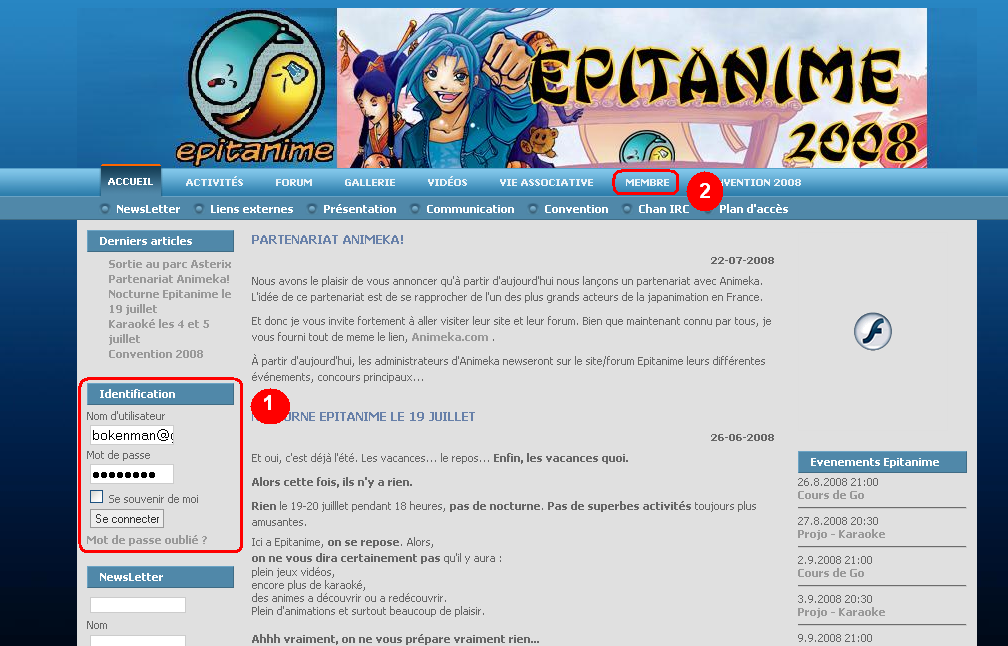 epitanime
EPITANIME
2008
ACCUEIL ACTIVITÉS FORUM GALLERIE VIDÉOS VIE ASSOCIATIVE MEMBRE 2 VENTION 2008
NewsLetter Liens externes Présentation Communication Convention Chan IRC Plan d'accès
Derniers articles
Sortie au parc Asterix
Partenariat Animeka!
Nocturne Epitanime le
19 juillet
Karaoké les 4 et 5
juillet
Convention 2008
Identification
1
Nom d'utilisateur
bokenman@
Mot de passe
Se souvenir de moi
Se connecter
Mot de passe oublié ?
NewsLetter
Nom
PARTENARIAT ANIMEKA!
22-07-2008
Nous avons le plaisir de vous annoncer qu'à partir d'aujourd'hui nous lançons un partenariat avec Animeka.
L'idée de ce partenariat est de se rapprocher de l'un des plus grands acteurs de la japanimation en France.
Et donc je vous invite fortement à aller visiter leur site et leur forum. Bien que maintenant connu par tous, je
vous fourni tout de meme le lien, Animeka.com .
À partir d'aujourd'hui, les administrateurs d'Animeka newseront sur le site/forum Epitanime leurs différentes
événements, concours principaux...
URNE EPITANIME LE 19 JUILLET
26-06-2008
Et oui, c'est déjà l'été. Les vacances... le repos... Enfin, les vacances quoi.
Alors cette fois, ils n'y a rien.
Rien le 19-20 juilllet pendant 18 heures, pas de nocturne. Pas de superbes activités toujours plus
amusantes.
Ici a Epitanime, on se repose. Alors,
on ne vous dira certainement pas qu'il y aura :
plein jeux vidéos,
encore plus de karaoké,
des animes a découvrir ou a redécouvrir.
Plein d'animations et surtout beaucoup de plaisir.
Ahhh vraiment, on ne vous prépare vraiment rien...
Evenements Epitanime
26.8.2008 21:00
Cours de Go
27.8.2008 20:30
Projo - Karaoke
2.9.2008 21:00
Cours de Go
3.9.2008 20:30
Projo - Karaoke
9.9.2008 21:00